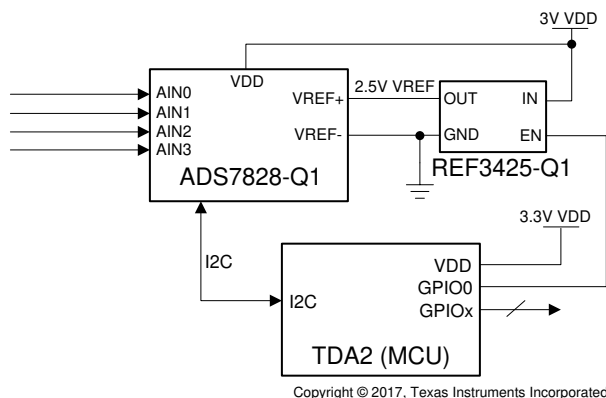 3V VDD
VDD
AIN0
AIN1
AIN2
AIN3
VREF+
VREF-
ADS7828-Q1
2.5V VREF
OUT
IN
GND
EN
REF3425-Q1
I2C
3.3V VDD
I2C
VDD
GPIO0
GPIOx
TDA2 (MCU)
Copyright © 2017, Texas Instruments Incorporated